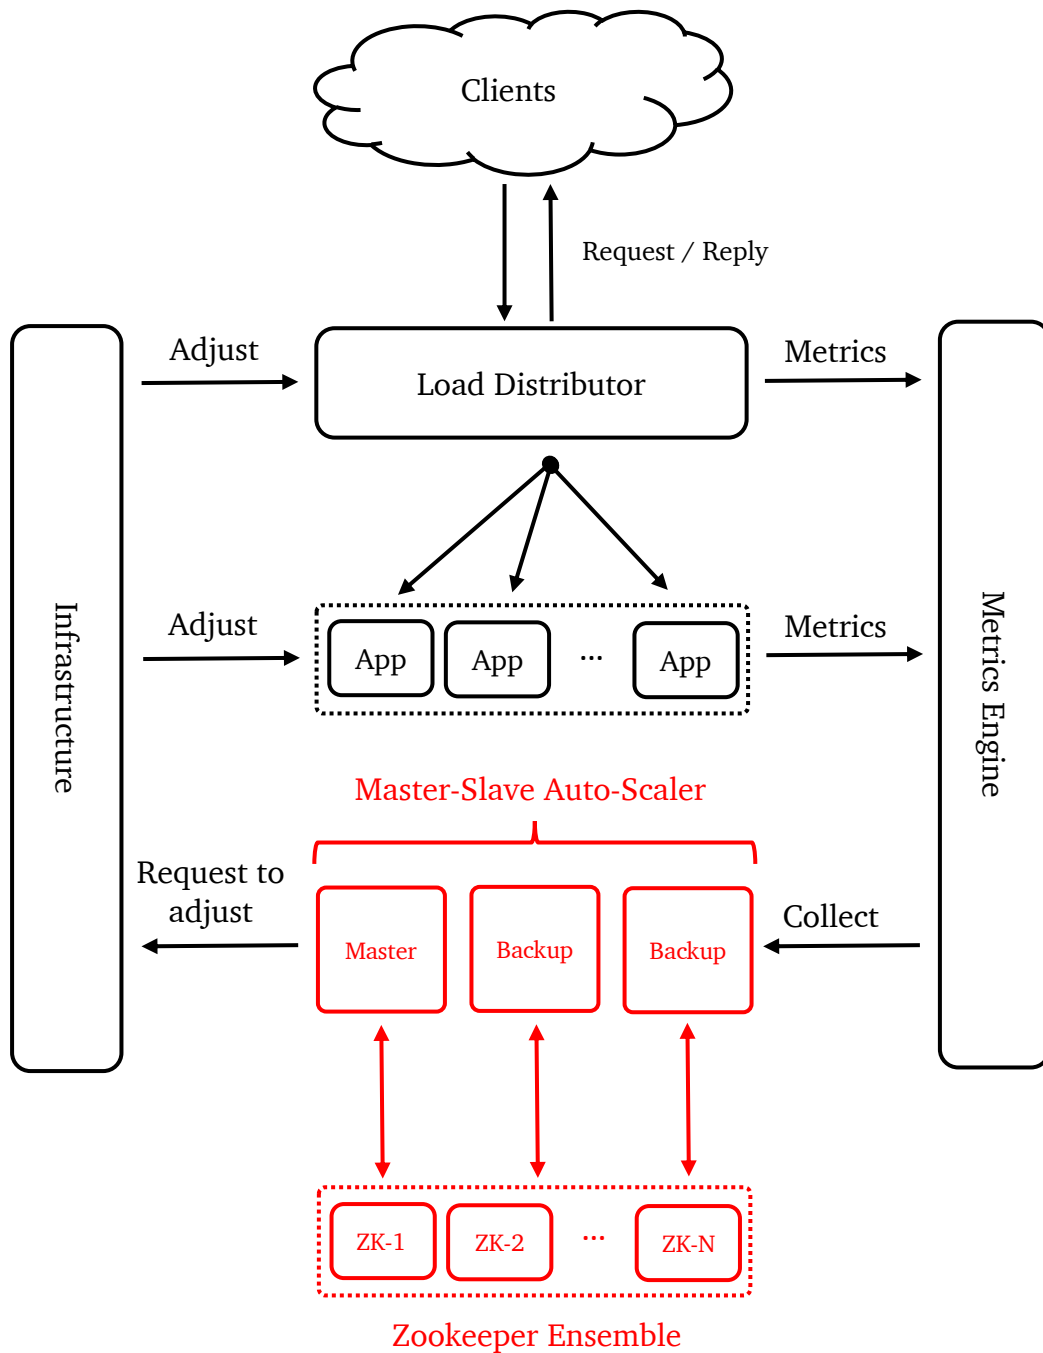 Clients
Request / Reply
Adjust
Load Distributor
Metrics
Infrastructure
Adjust
App
App
...
App
Metrics
Metrics Engine
Master-Slave Auto-Scaler
Request to
adjust
Master
Backup
Backup
Collect
ZK-1
ZK-2
...
ZK-N
Zookeeper Ensemble